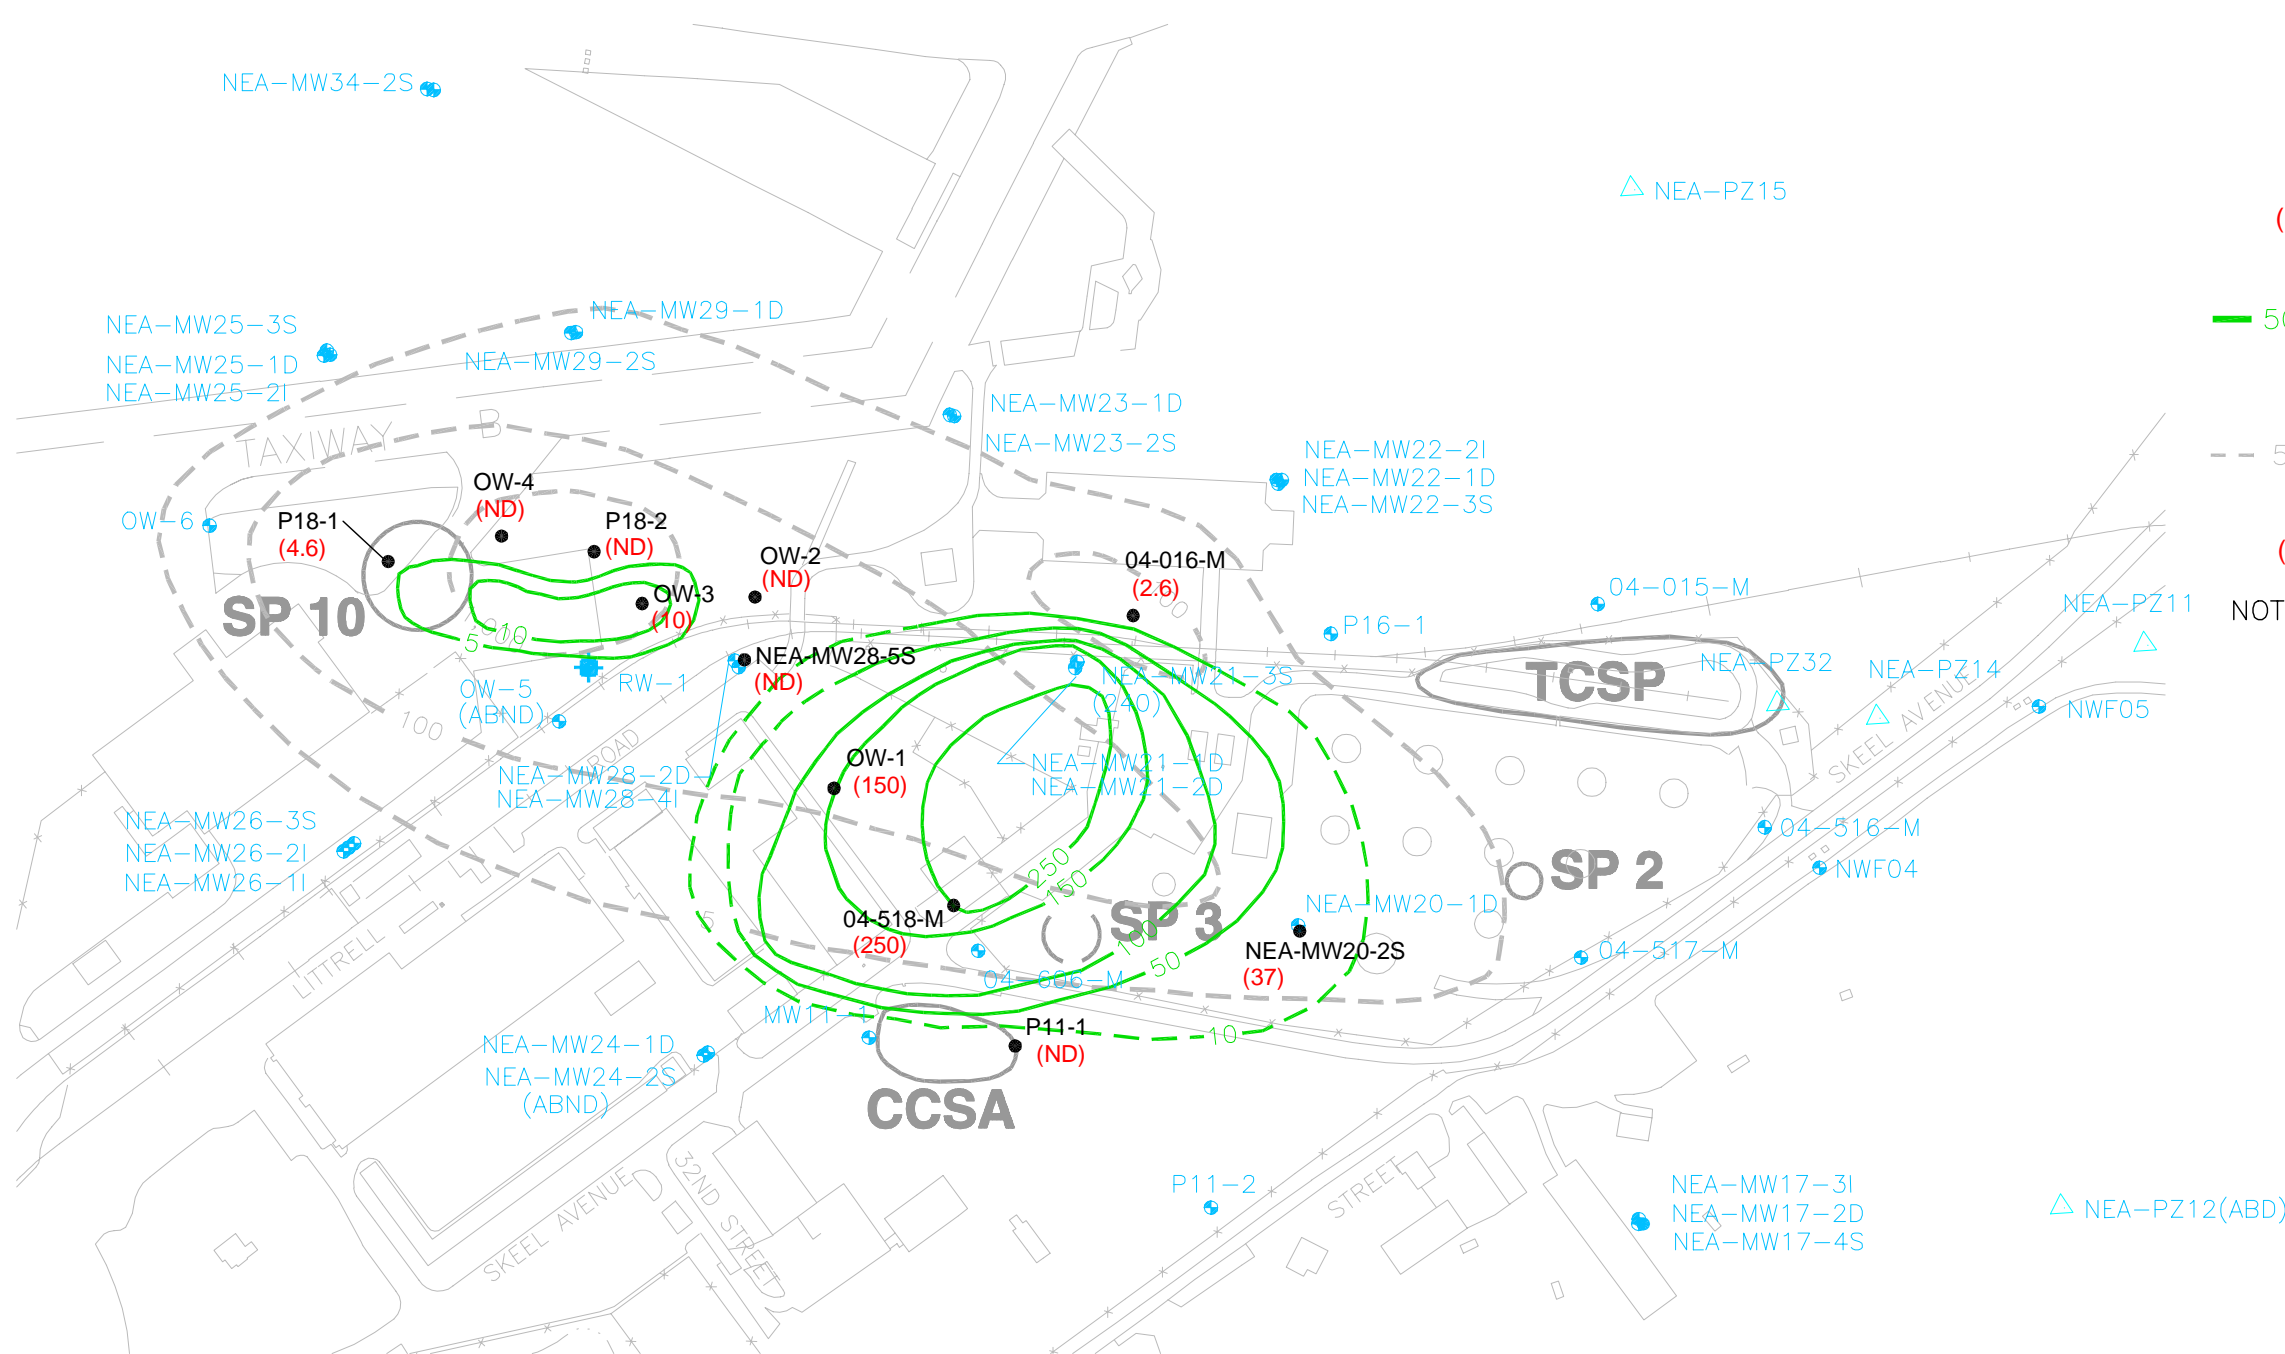 NEA-MW34-2S
NEA-PZ15
(
NEA-MW29-1D
NEA-MW25-3S
NEA-MW25-1D
NEA-MW25-2I
NEA-MW29-2S
TAXIWAY B
NEA-MW23-1D
NEA-MW23-2S
NEA-MW22-2I
NEA-MW22-1D
NEA-MW22-3S
5
OW-4
(ND)
OW-6
P18-1
(4.6)
P18-2
(ND)
OW-2
(ND)
04-016-M
(2.6)
(
OW-3
(10)
SP 10
5
10
04-015-M
NEA-PZ11
NOT
P16-1
NEA-MW28-5S
(ND)
RW-1
OW-5
(ABND)
100
NEA-MW21-3S
(240)
TCSP
NEA-PZ32
NEA-PZ14
NWF05
SKEEL AVENUE
ROAD
OW-1
(150)
NEA-MW28-2D
NEA-MW28-4I
NEA-MW21-1D
NEA-MW21-2D
NEA-MW26-3S
NEA-MW26-2I
NEA-MW26-1I
04-516-M
NWF04
SP 2
250
150
5
04-518-M
(250)
SP 3
NEA-MW20-1D
NEA-MW20-2S
(37)
100
50
04-517-M
04-606-M
LITTRELL
MW11-1
P11-1
(ND)
10
NEA-MW24-1D
NEA-MW24-2S
(ABND)
CCSA
32ND STREET
SKEEL AVENUE
STREET
P11-2
NEA-MW17-3I
NEA-MW17-2D
NEA-MW17-4S
NEA-PZ12(ABD)